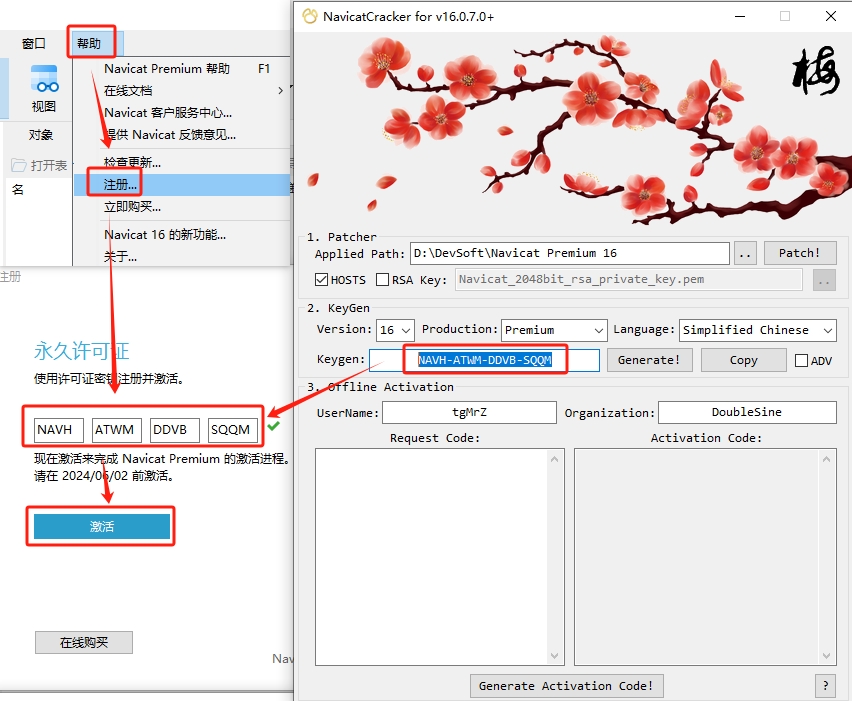 窗口
帮助
视图
对象
打开表
名
Navicat Premium 帮助 F1
在线文档
Navicat 客户服务中心...
提供 Navicat 反馈意见...
检查更新...
注册...
立即购买...
Navicat 16 的新功能...
关于...
注册
永久许可证
使用许可证密钥注册并激活。
NAVH ATWM DDVB SQQM
现在激活来完成 Navicat Premium 的激活进程。
请在 2024/06/02 前激活。
激活
在线购买
Nav
NavicatCracker for v16.0.7.0+
梅
1. Patcher
Applied Path: D:\DevSoft\Navicat Premium 16 .. Patch!
HOSTS RSA Key: Navicat_2048bit_rsa_private_key.pem ..
2. KeyGen
Version: 16 Production: Premium Language: Simplified Chinese
Keygen: NAVH-ATWM-DDVB-SQQM Generate! Copy ADV
3. Offline Activation
UserName: tgMrZ Organization: DoubleSine
Request Code: Activation Code:
Generate Activation Code! ?